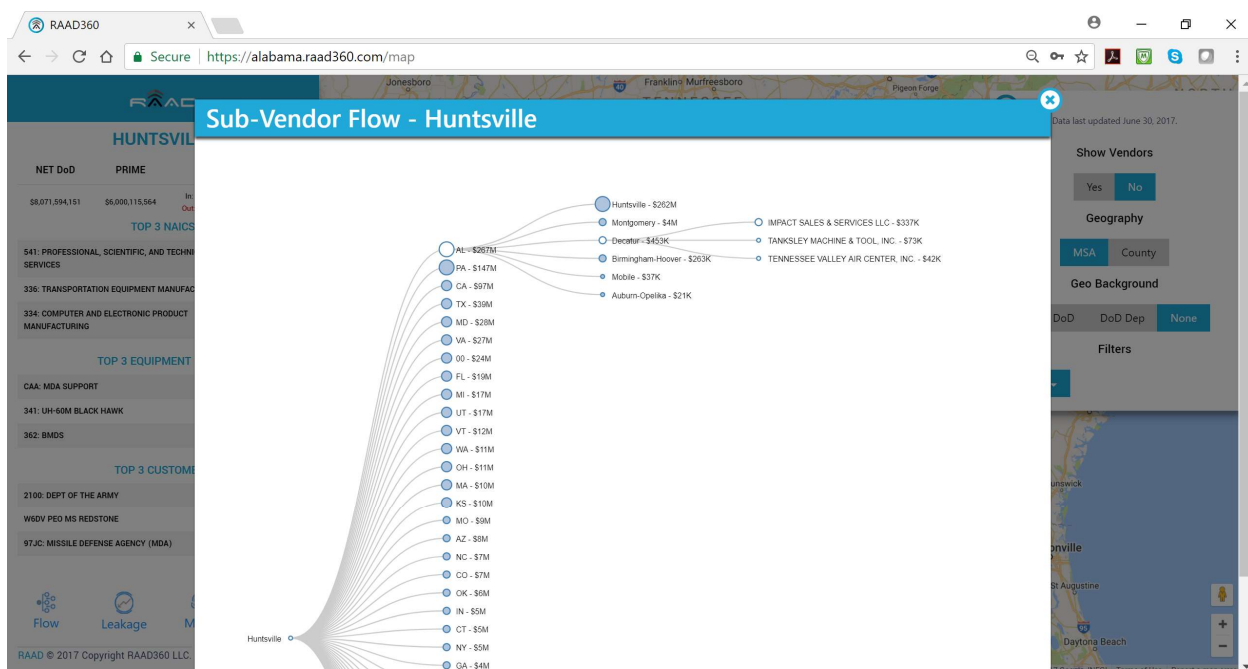 RAAD360
Secure
https://alabama.raad360.com/map
Jonesboro
40
Franklin
Murfreesboro
Pigeon Forge
Sub-Vendor Flow - Huntsville
HUNTSVIL
NET DoD
PRIME
$8,071,594,151
$6,000,115,564
In:
Out
TOP 3 NAICS
541: PROFESSIONAL, SCIENTIFIC, AND TECHNI
SERVICES
336: TRANSPORTATION EQUIPMENT MANUFAC
334: COMPUTER AND ELECTRONIC PRODUCT
MANUFACTURING
TOP 3 EQUIPMENT
CAA: MDA SUPPORT
341: UH-60M BLACK HAWK
362: BMDS
TOP 3 CUSTOME
2100: DEPT OF THE ARMY
W6DV PEO MS REDSTONE
97JC: MISSILE DEFENSE AGENCY (MDA)
Flow
Leakage
M
RAAD © 2017 Copyright RAAD360 LLC.
Huntsville
AL - $267M
PA - $147M
CA - $97M
TX - $39M
MD - $28M
VA - $27M
00 - $24M
FL - $19M
MI - $17M
UT - $17M
VT - $12M
WA - $11M
OH - $11M
MA - $10M
KS - $10M
MO - $9M
AZ - $8M
NC - $7M
CO - $7M
OK - $6M
IN - $5M
CT - $5M
NY - $5M
GA - $4M
Huntsville - $262M
Montgomery - $4M
Decatur - $453K
Birmingham-Hoover - $263K
Mobile - $37K
Auburn-Opelika - $21K
IMPACT SALES & SERVICES LLC - $337K
TANKSLEY MACHINE & TOOL, INC. - $73K
TENNESSEE VALLEY AIR CENTER, INC. - $42K
Data last updated June 30, 2017.
Show Vendors
Yes
No
Geography
MSA
County
Geo Background
DoD
DoD Dep
None
Filters
unswick
onville
St Augustine
95
Daytona Beach